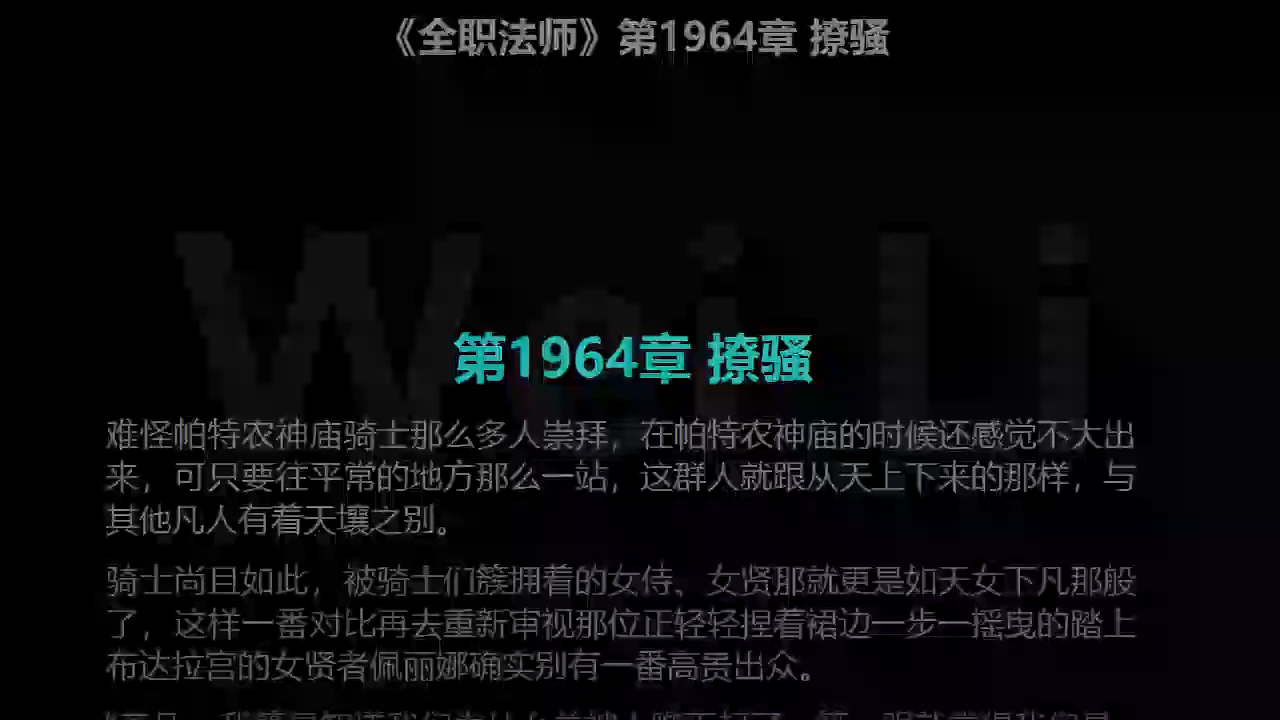 《全职法师》第1964章 撩骚
Wei Li
第1964章 撩骚
难怪帕特农神庙骑士那么多人崇拜，在帕特农神庙的时候还感觉不大出
来，可只要往平常的地方那么一站，这群人就跟从天上下来的那样，与
其他凡人有着天壤之别。
骑士尚且如此，被骑士们簇拥着的女侍、女贤那就更是如天女下凡那般
了，这样一番对比再去重新审视那位正轻轻捏着裙边一步一摇曳的踏上
布达拉宫的女贤者佩丽娜确实别有一番高贵出众。